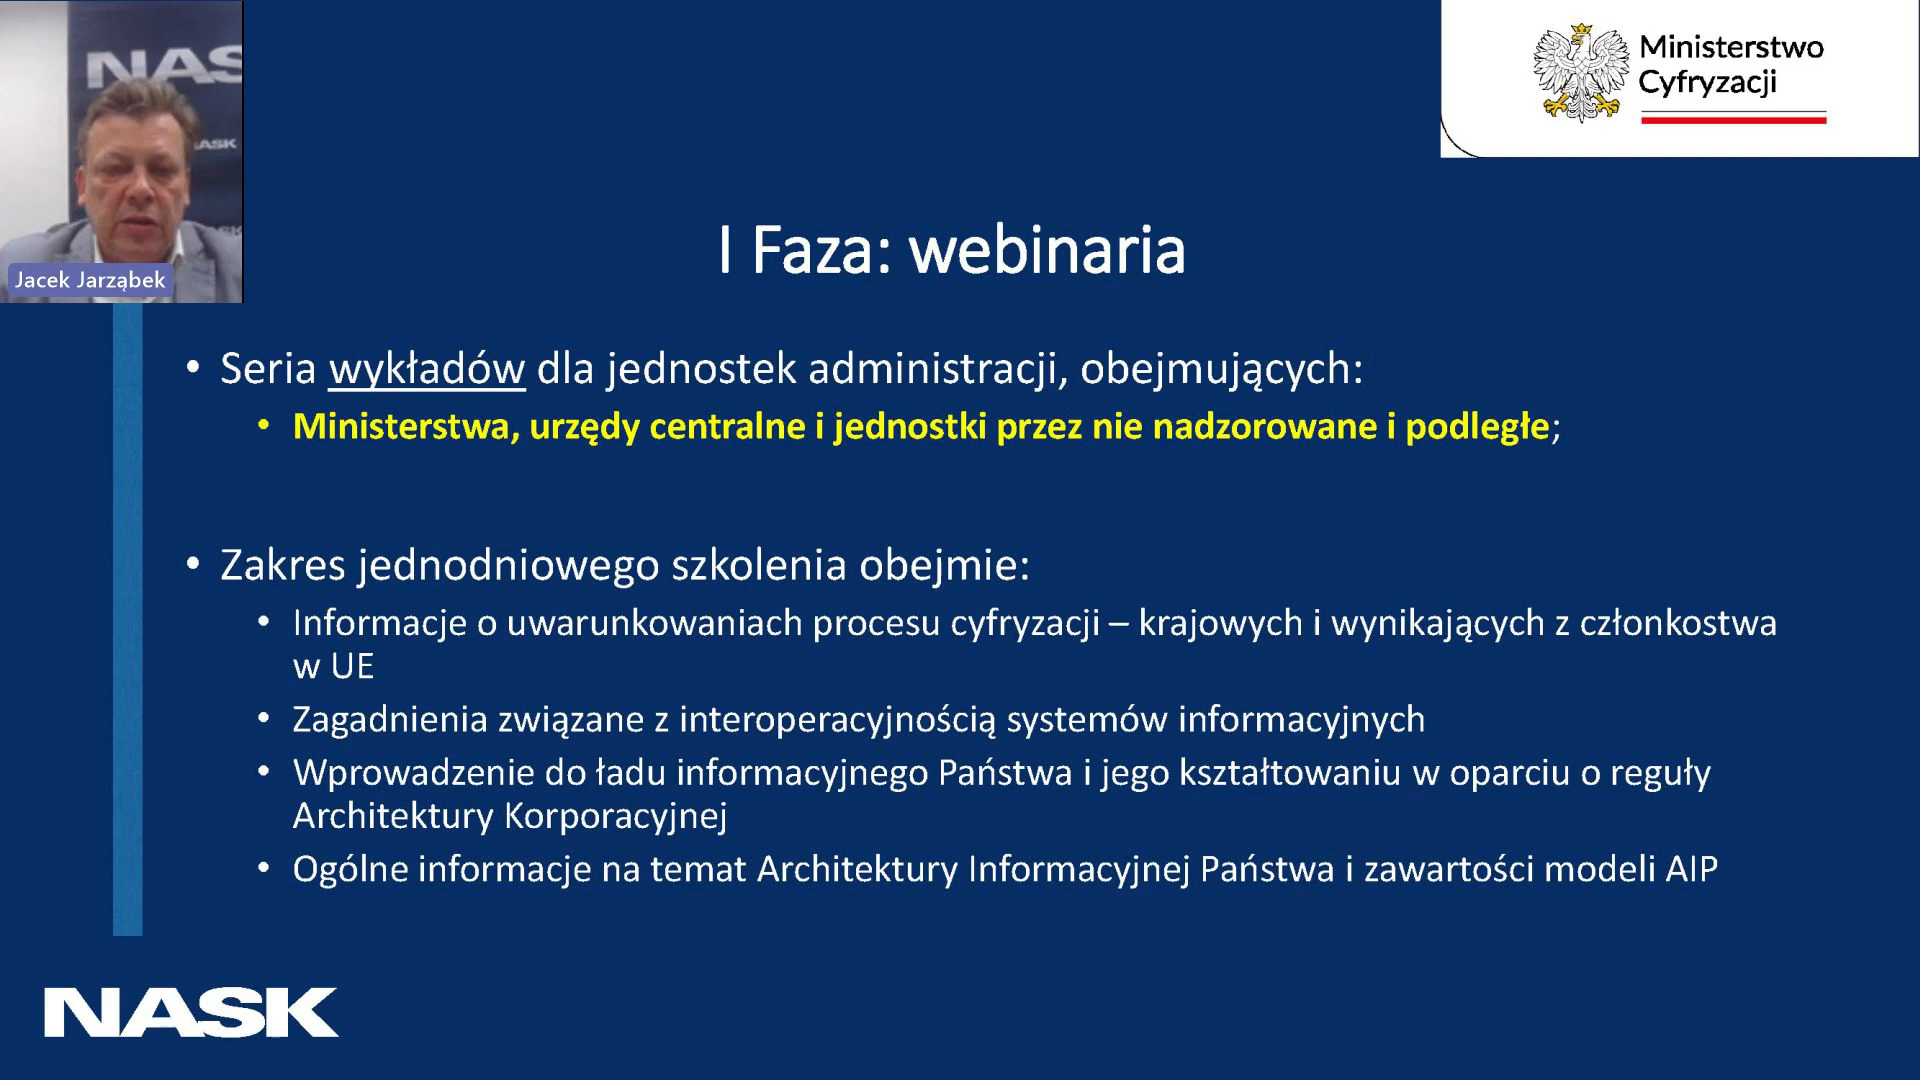 NASK
ASK
Jacek Jarząbek
Ministerstwo
Cyfryzacji
I Faza: webinaria
• Seria wykładów dla jednostek administracji, obejmujących:
• Ministerstwa, urzędy centralne i jednostki przez nie nadzorowane i podległe;
• Zakres jednodniowego szkolenia obejmie:
• Informacje o uwarunkowaniach procesu cyfryzacji – krajowych i wynikających z członkostwa
w UE
• Zagadnienia związane z interoperacyjnością systemów informacyjnych
• Wprowadzenie do ładu informacyjnego Państwa i jego kształtowaniu w oparciu o reguły
Architektury Korporacyjnej
• Ogólne informacje na temat Architektury Informacyjnej Państwa i zawartości modeli AIP
NASK